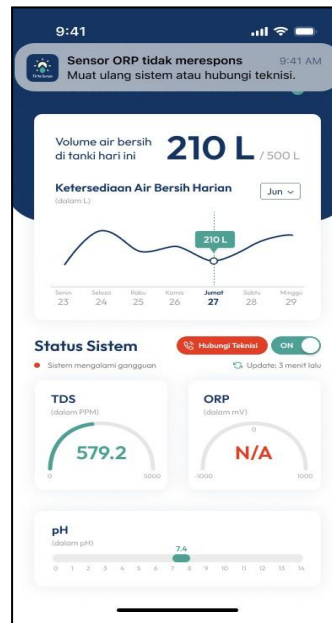 9:41
Sensor ORP tidak merespons 9:41 AM
Muat ulang sistem atau hubungi teknisi.
Volume air bersih
di tanki hari ini
210 L / 500 L
Ketersediaan Air Bersih Harian
Jun
(dalam L)
210 L
Senin Selasa Rabu Kamis Jumat Sabtu Minggu
23 24 25 26 27 28 29
Status Sistem
Hubungi Teknisi
ON
Sistem mengalami gangguan
Update: 3 menit lalu
TDS
(dalam PPM)
579.2
0 5000
ORP
(dalam mV)
0
N/A
-1000 1000
pH
(dalam pH)
7.4
0 1 2 3 4 5 6 7 8 9 10 11 12 13 14